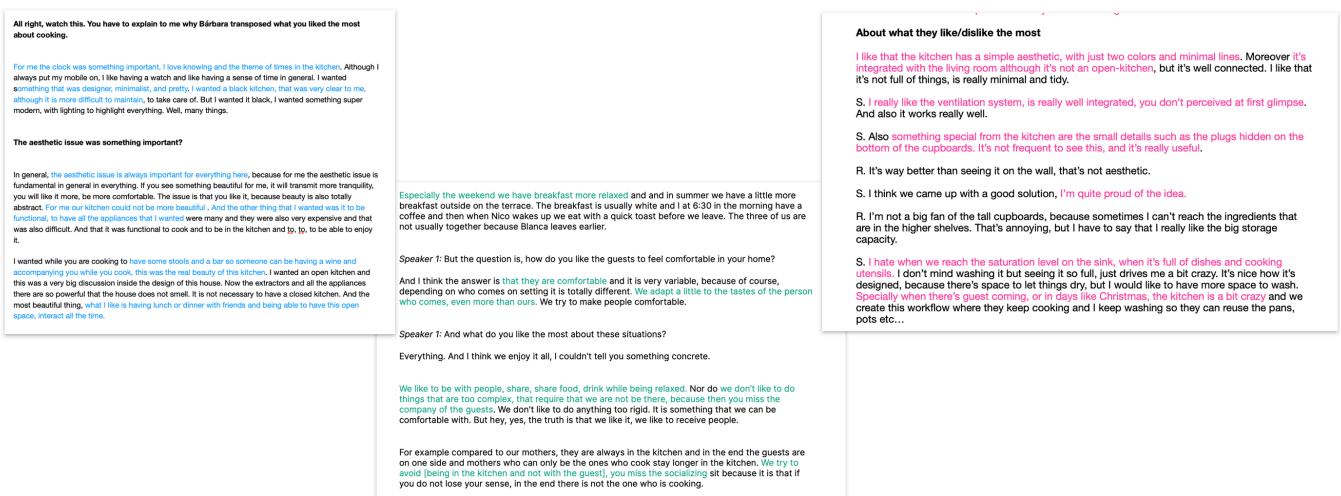 All right, watch this. You have to explain to me why Bárbara transposed what you liked the most
about cooking.
For me the clock was something important, I love knowing and the theme of times in the kitchen. Although I
always put my mobile on, I like having a watch and like having a sense of time in general. I wanted
something that was designer, minimalist, and pretty. I wanted a black kitchen, that was very clear to me,
although it is more difficult to maintain, to take care of. But I wanted it black, I wanted something super
modern, with lighting to highlight everything. Well, many things.
The aesthetic issue was something important?
In general, the aesthetic issue is always important for everything here, because for me the aesthetic issue is
fundamental in general in everything. If you see something beautiful for me, it will transmit more tranquility,
you will like it more, be more comfortable. The issue is that you like it, because beauty is also totally
abstract. For me our kitchen could not be more beautiful . And the other thing that I wanted was it to be
functional, to have all the appliances that I wanted were many and they were also very expensive and that
was also difficult. And that it was functional to cook and to be in the kitchen and to, to, to be able to enjoy
it.
I wanted while you are cooking to have some stools and a bar so someone can be having a wine and
accompanying you while you cook, this was the real beauty of this kitchen. I wanted an open kitchen and
this was a very big discussion inside the design of this house. Now the extractors and all the appliances
there are so powerful that the house does not smell. It is not necessary to have a closed kitchen. And the
most beautiful thing, what I like is having lunch or dinner with friends and being able to have this open
space, interact all the time.
Especially the weekend we have breakfast more relaxed and and in summer we have a little more
breakfast outside on the terrace. The breakfast is usually white and I at 6:30 in the morning have a
coffee and then when Nico wakes up we eat with a quick toast before we leave. The three of us are
not usually together because Blanca leaves earlier.
Speaker 1: But the question is, how do you like the guests to feel comfortable in your home?
And I think the answer is that they are comfortable and it is very variable, because of course,
depending on who comes on setting it is totally different. We adapt a little to the tastes of the person
who comes, even more than ours. We try to make people comfortable.
Speaker 1: And what do you like the most about these situations?
Everything. And I think we enjoy it all, I couldn't tell you something concrete.
We like to be with people, share, share food, drink while being relaxed. Nor do we don't like to do
things that are too complex, that require that we are not be there, because then you miss the
company of the guests. We don't like to do anything too rigid. It is something that we can be
comfortable with. But hey, yes, the truth is that we like it, we like to receive people.
For example compared to our mothers, they are always in the kitchen and in the end the guests are
on one side and mothers who can only be the ones who cook stay longer in the kitchen. We try to
avoid [being in the kitchen and not with the guest], you miss the socializing sit because it is that if
you do not lose your sense, in the end there is not the one who is cooking.
About what they like/dislike the most
I like that the kitchen has a simple aesthetic, with just two colors and minimal lines. Moreover it's
integrated with the living room although it's not an open-kitchen, but it's well connected. I like that
it's not full of things, is really minimal and tidy.
S. I really like the ventilation system, is really well integrated, you don't perceived at first glimpse.
And also it works really well.
S. Also something special from the kitchen are the small details such as the plugs hidden on the
bottom of the cupboards. It's not frequent to see this, and it's really useful.
R. It's way better than seeing it on the wall, that's not aesthetic.
S. I think we came up with a good solution, I'm quite proud of the idea.
R. I'm not a big fan of the tall cupboards, because sometimes I can't reach the ingredients that
are in the higher shelves. That's annoying, but I have to say that I really like the big storage
capacity.
S. I hate when we reach the saturation level on the sink, when it's full of dishes and cooking
utensils. I don't mind washing it but seeing it so full, just drives me a bit crazy. It's nice how it's
designed, because there's space to let things dry, but I would like to have more space to wash.
Specially when there's guest coming, or in days like Christmas, the kitchen is a bit crazy and we
create this workflow where they keep cooking and I keep washing so they can reuse the pans,
pots etc…